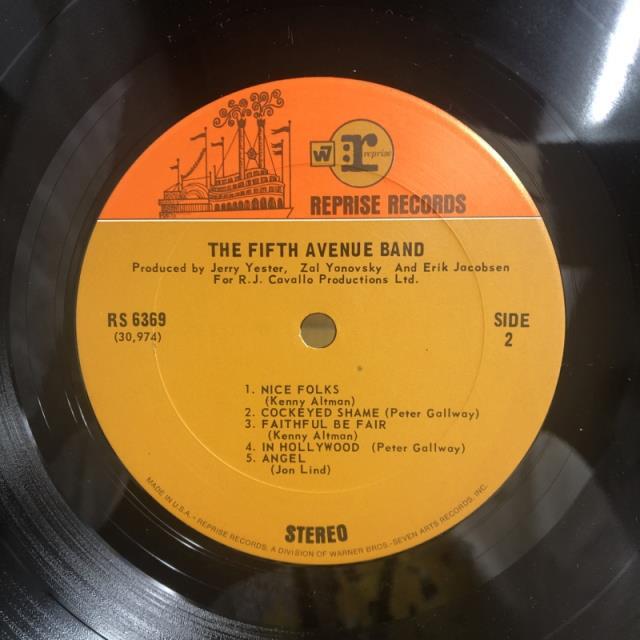 W7
r
reprise
REPRISE RECORDS
THE FIFTH AVENUE BAND
Produced by Jerry Yester, Zal Yanovsky And Erik Jacobsen
For R.J. Cavallo Productions Ltd.
RS 6369
(30,974)
SIDE
2
1. NICE FOLKS
(Kenny Altman)
2. COCKEYED SHAME (Peter Gallway)
3. FAITHFUL BE FAIR
(Kenny Altman)
4. IN HOLLYWOOD (Peter Gallway)
5. ANGEL
(Jon Lind)
STEREO
MADE IN U.S.A. - REPRISE RECORDS, A DIVISION OF WARNER BROS.-SEVEN ARTS RECORDS, INC.